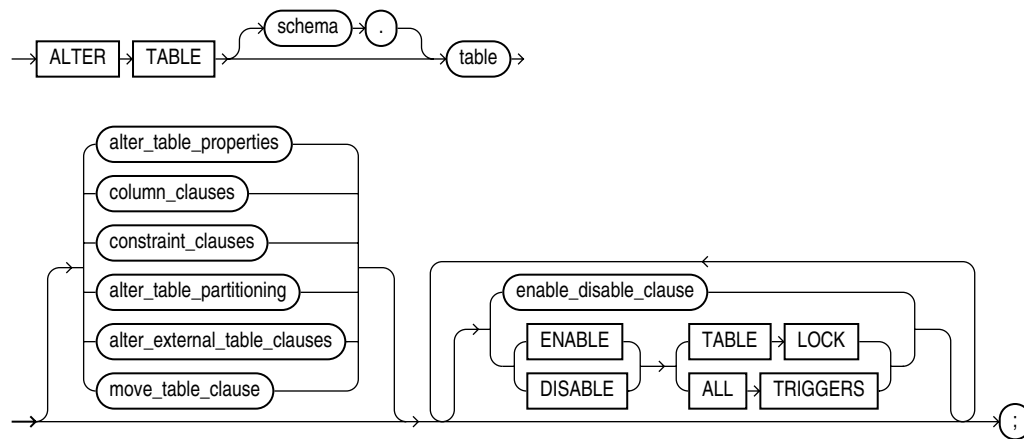 schema .
ALTER TABLE table
alter_table_properties
column_clauses
constraint_clauses
alter_table_partitioning enable_disable_clause
alter_external_table_clauses ENABLE TABLE LOCK
move_table_clause DISABLE ALL TRIGGERS
;